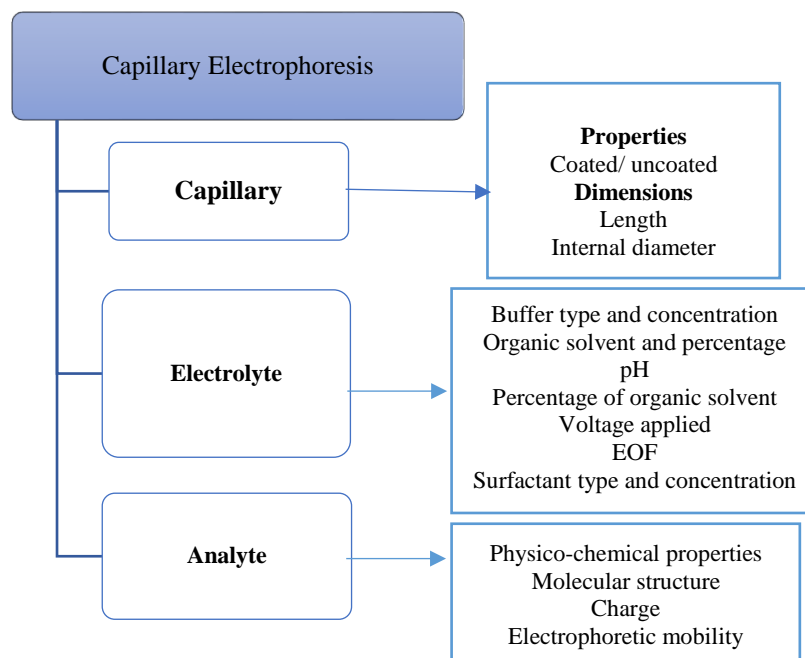 Capillary Electrophoresis
Capillary
Properties
Coated/ uncoated
Dimensions
Length
Internal diameter
Electrolyte
Buffer type and concentration
Organic solvent and percentage
pH
Percentage of organic solvent
Voltage applied
EOF
Surfactant type and concentration
Analyte
Physico-chemical properties
Molecular structure
Charge
Electrophoretic mobility